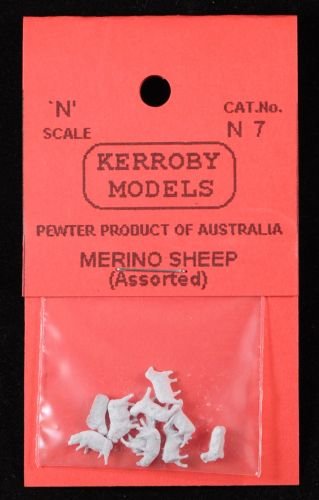 `N'
SCALE
CAT.No.
N 7
KERROBY
MODELS
PEWTER PRODUCT OF AUSTRALIA
MERINO SHEEP
(Assorted)